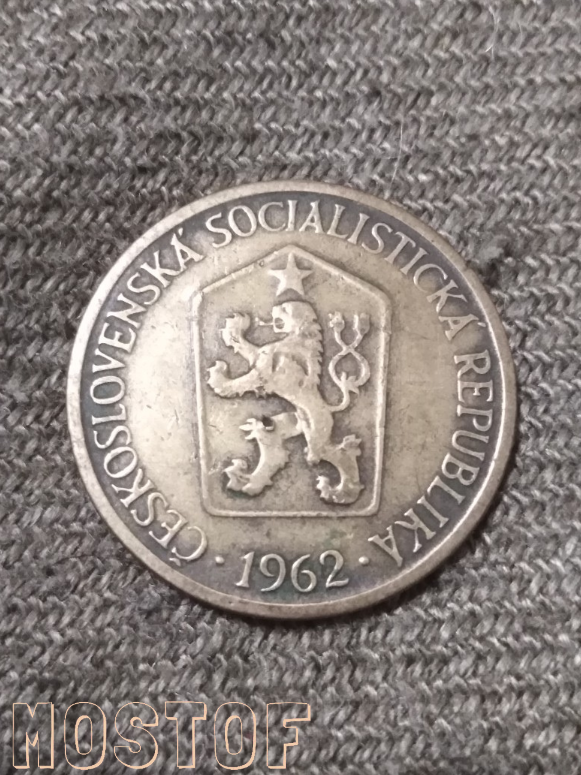 ČESKOSLOVENSKÁ SOCIALISTICKÁ REPUBLIKA
· 1962 ·
MOSTOF